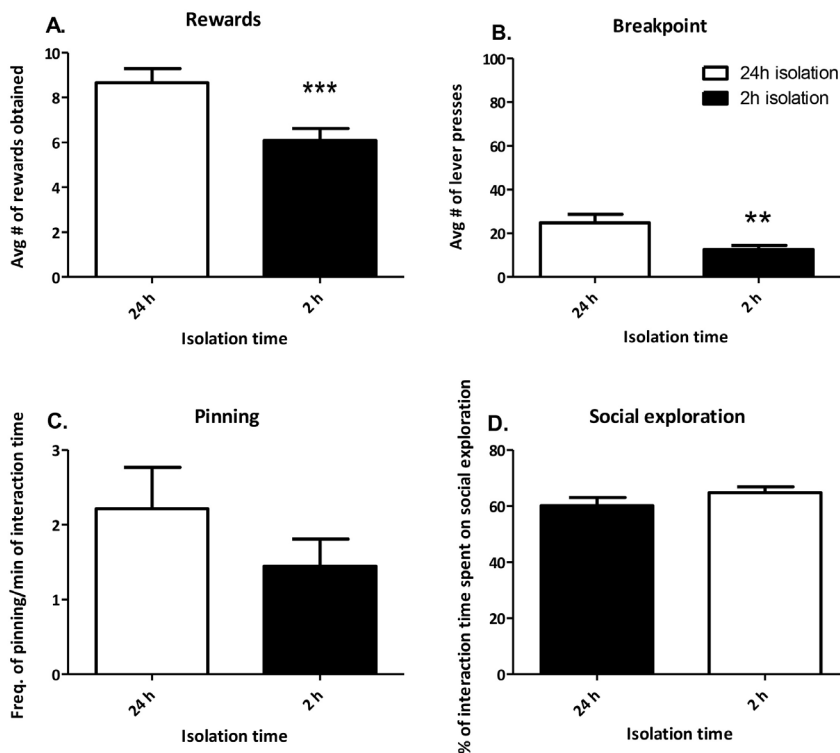 A.
Rewards
Avg # of rewards obtained
10
8
6
4
2
0
***
24 h
2 h
Isolation time
B.
Breakpoint
Avg # of lever presses
100
80
60
40
20
0
24h isolation
2h isolation
**
24 h
2 h
Isolation time
C.
Pinning
Freq. of pinning/min of interaction time
3
2
1
0
24 h
2 h
Isolation time
D.
Social exploration
% of interaction time spent on social exploration
80
60
40
20
0
24 h
2 h
Isolation time